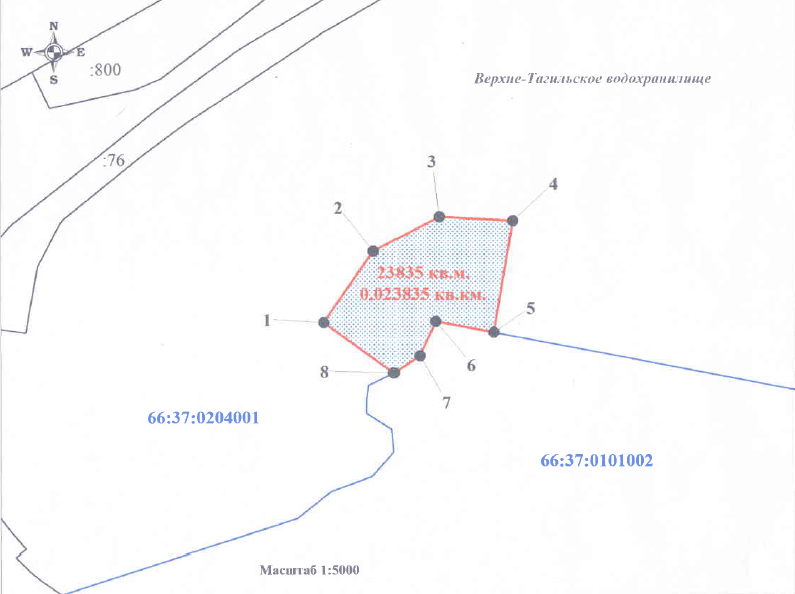 N
W E
S
:800
Верхне-Тагильское водохранилище
:76
3
4
2
23835 кв.м.
0.023835 кв.км.
1
5
6
8
7
66:37:0204001
66:37:0101002
Масштаб 1:5000